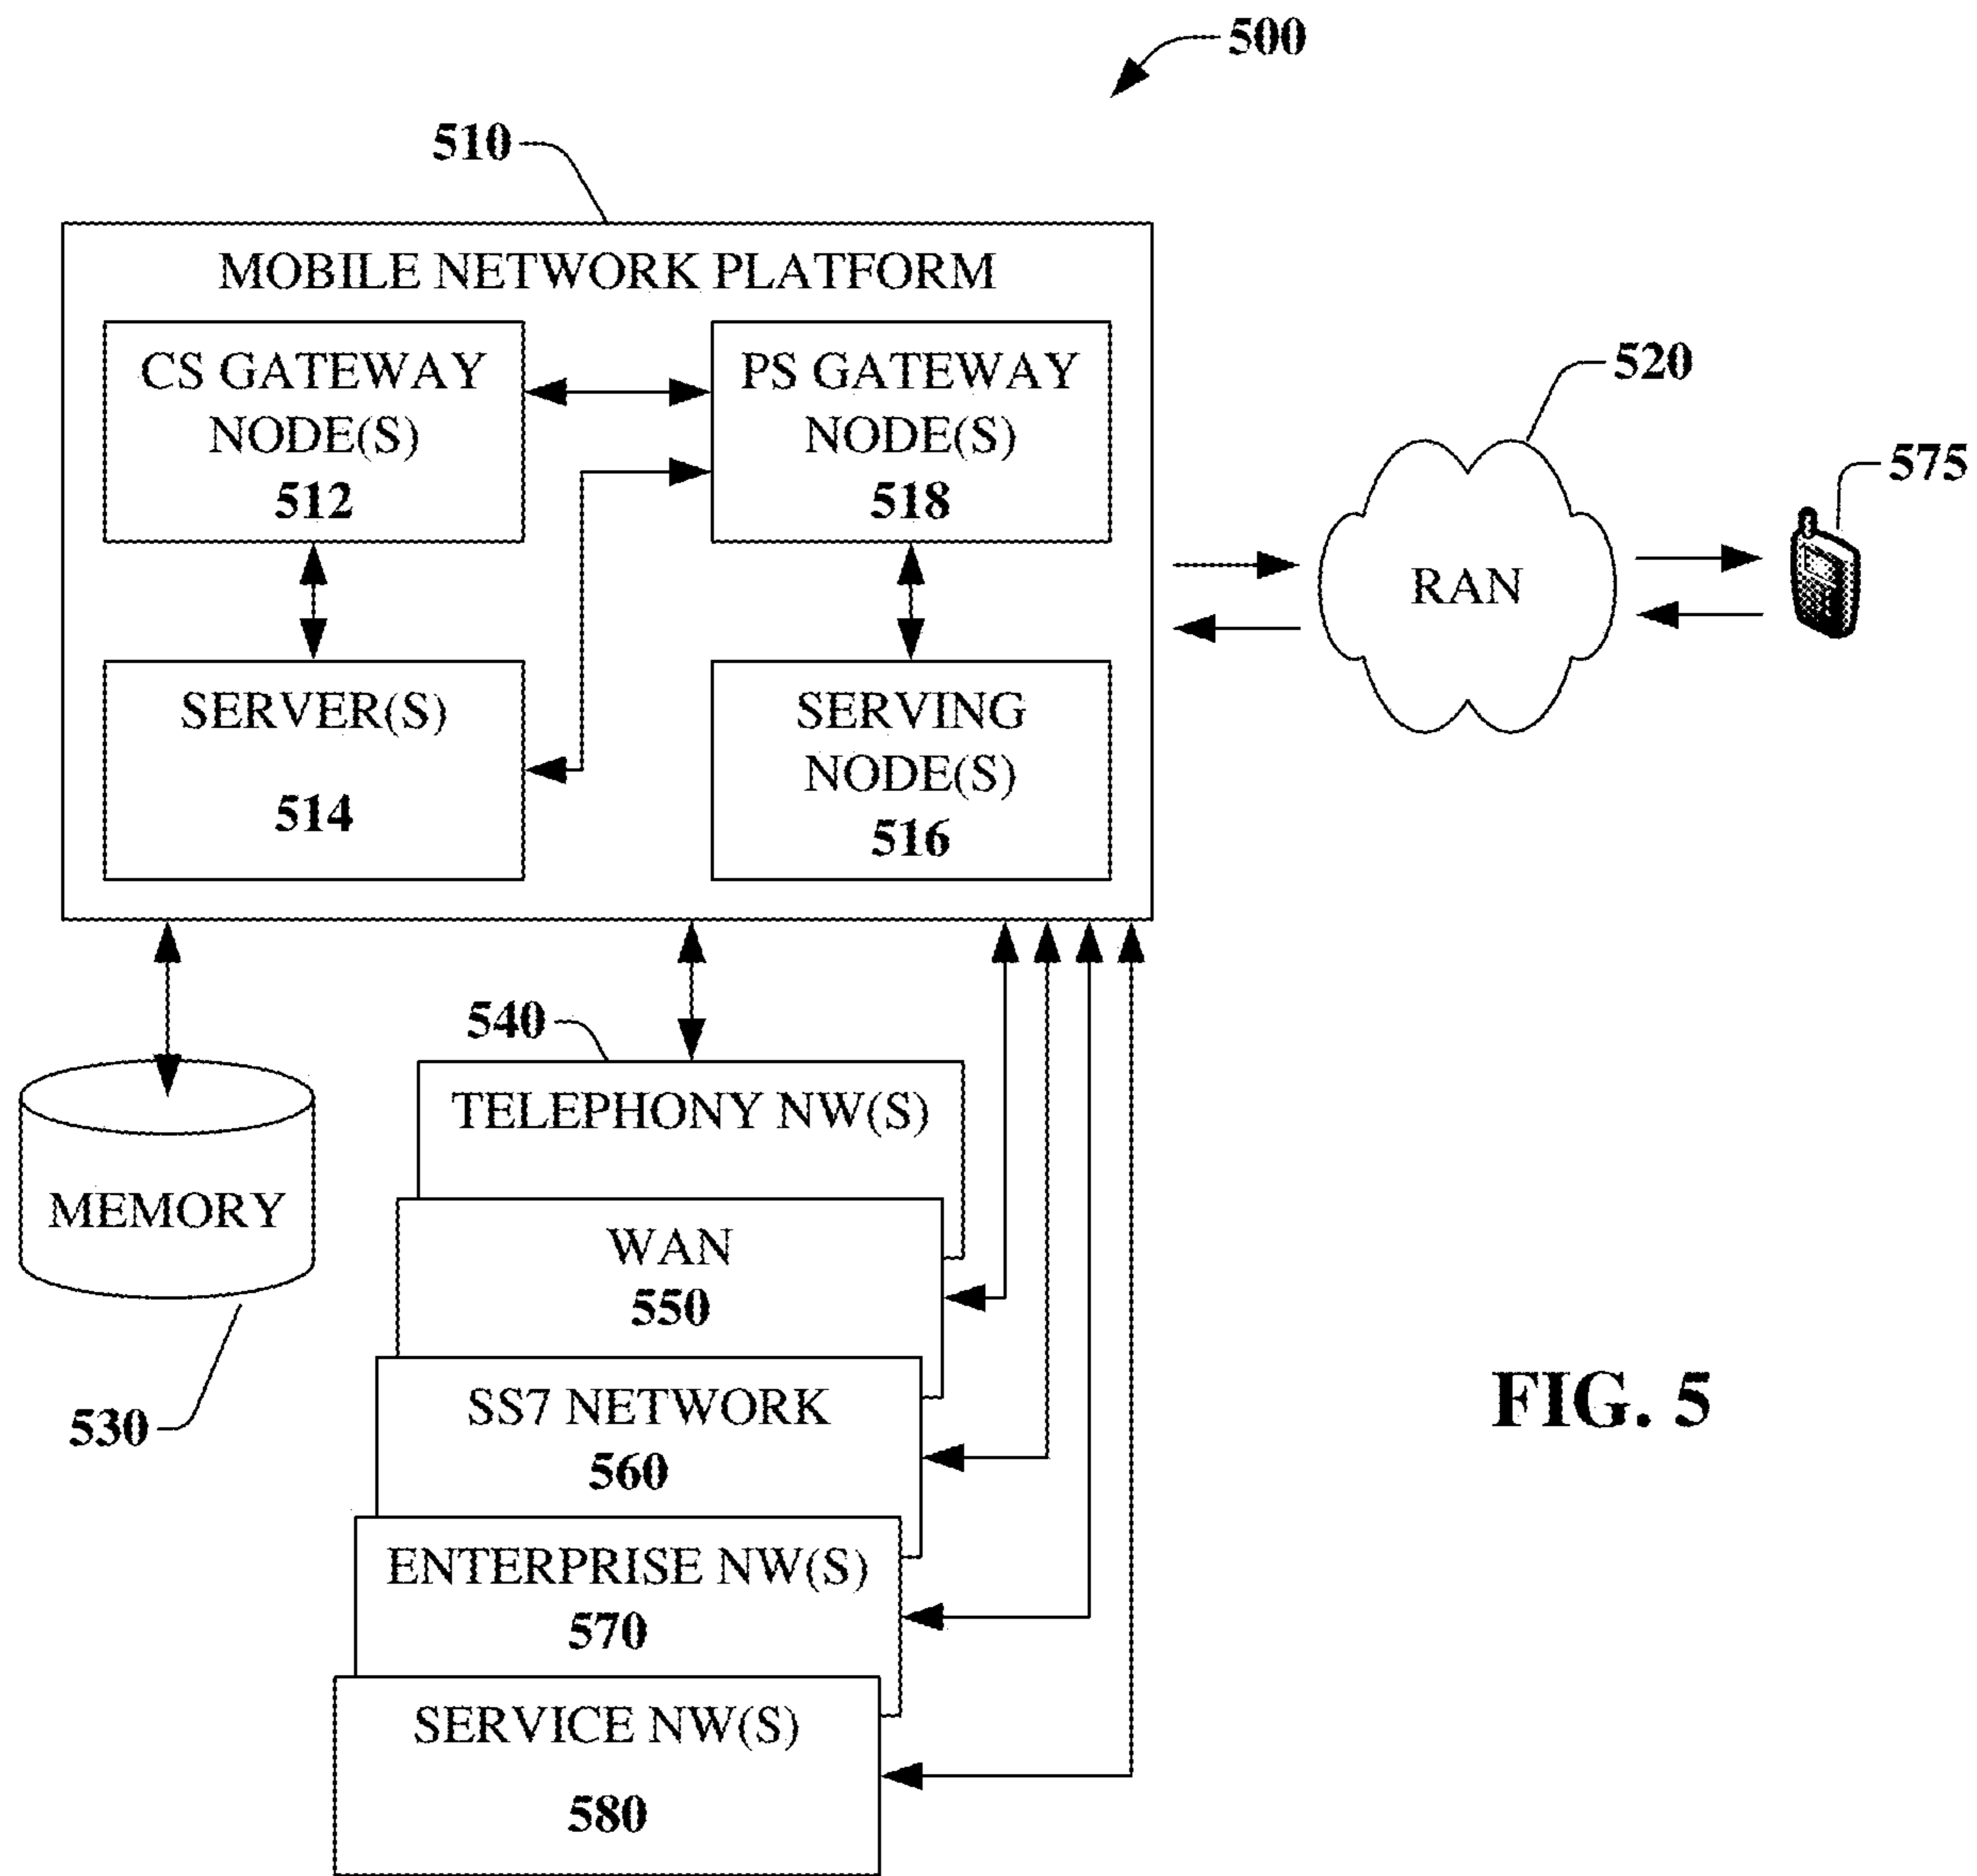 500
510
MOBILE NETWORK PLATFORM
CS GATEWAY
NODE(S)
512
PS GATEWAY
NODE(S)
518
SERVER(S)
514
SERVING
NODE(S)
516
520
RAN
575
540
TELEPHONY NW(S)
MEMORY
530
WAN
550
SS7 NETWORK
560
ENTERPRISE NW(S)
570
SERVICE NW(S)
580
FIG. 5